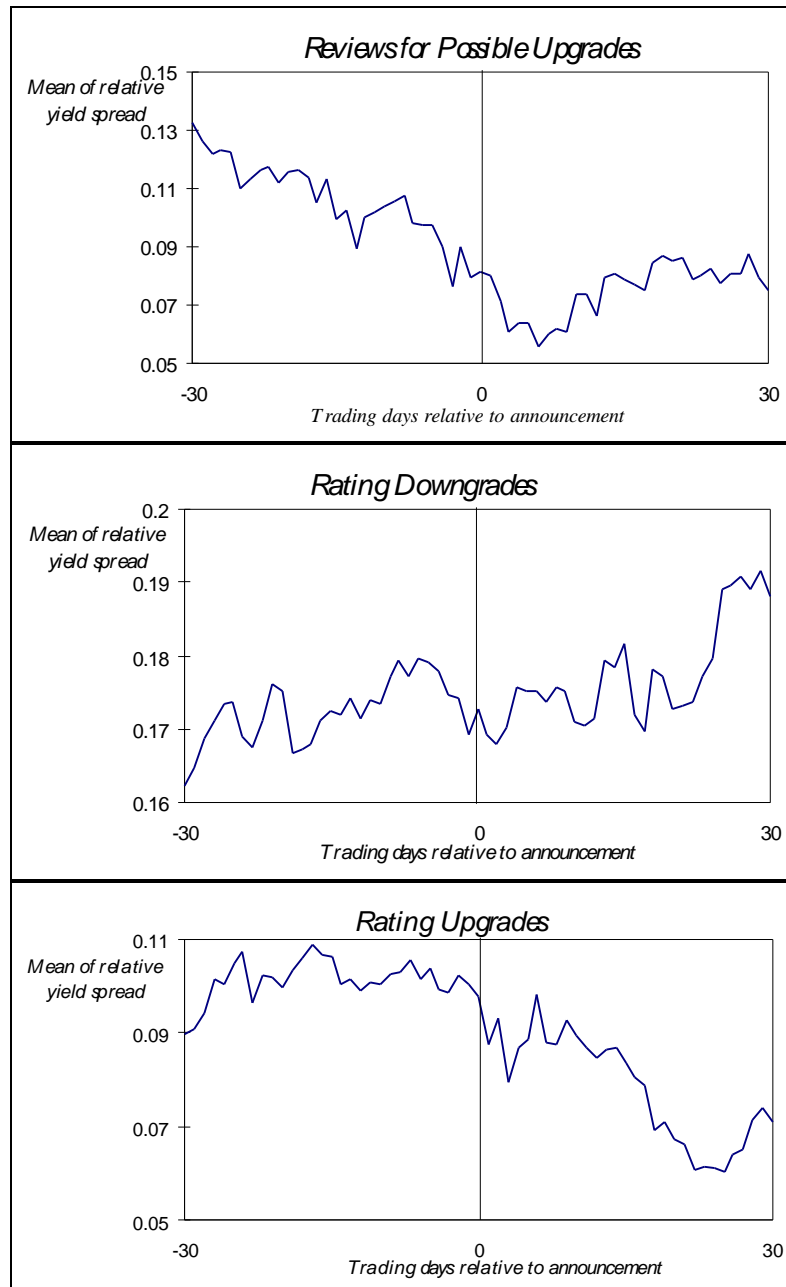 Reviews for Possible Upgrades
Mean of relative
yield spread
0.15
0.13
0.11
0.09
0.07
0.05
-30
0
30
Trading days relative to announcement
Rating Downgrades
Mean of relative
yield spread
0.2
0.19
0.18
0.17
0.16
-30
0
30
Trading days relative to announcement
Rating Upgrades
Mean of relative
yield spread
0.11
0.09
0.07
0.05
-30
0
30
Trading days relative to announcement